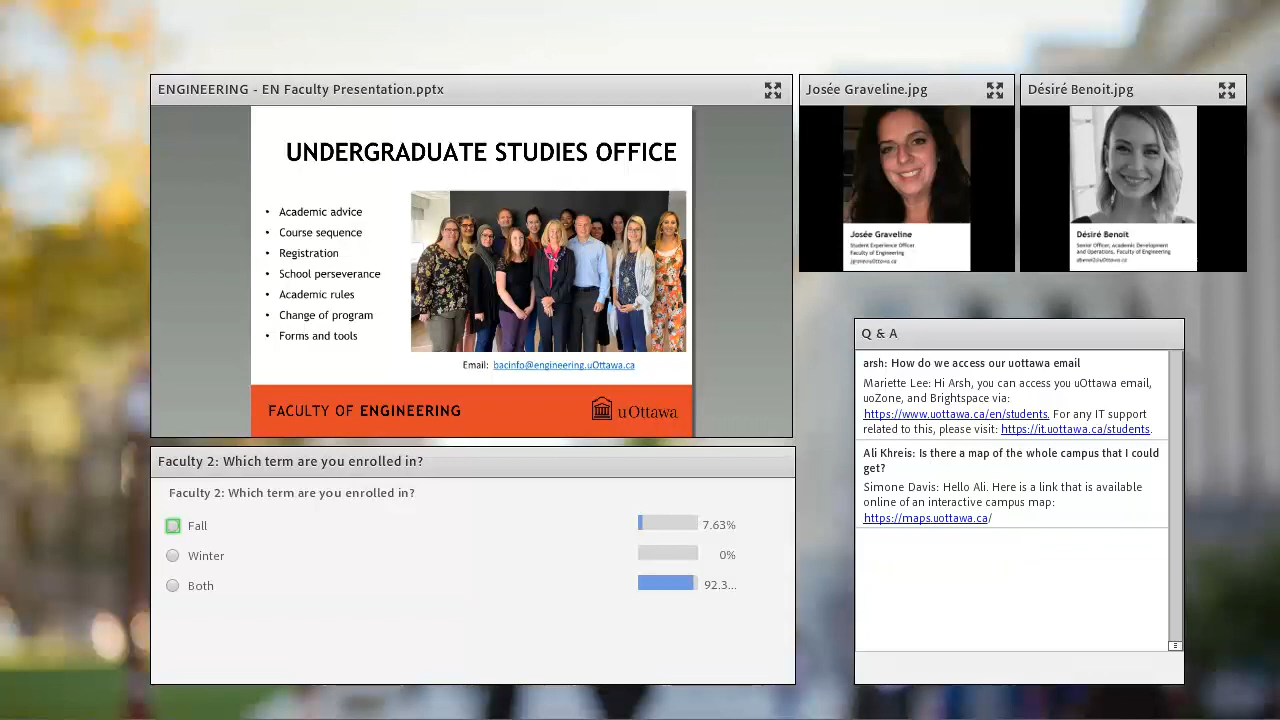 ENGINEERING - EN Faculty Presentation.pptx
UNDERGRADUATE STUDIES OFFICE
• Academic advice
• Course sequence
• Registration
• School perseverance
• Academic rules
• Change of program
• Forms and tools
Email: bacinfo@engineering.uOttawa.ca
FACULTY OF ENGINEERING
uOttawa
Josée Graveline.jpg
Josée Graveline
Student Experience Officer
Faculty of Engineering
Désiré Benoit.jpg
Désiré Benoit
Senior Officer, Academic Development
and Operations, Faculty of Engineering
Faculty 2: Which term are you enrolled in?
Faculty 2: Which term are you enrolled in?
Fall 7.63%
Winter 0%
Both 92.3...
Q & A
arsh: How do we access our uottawa email
Mariette Lee: Hi Arsh, you can access you uOttawa email,
uoZone, and Brightspace via:
https://www.uottawa.ca/en/students. For any IT support
related to this, please visit: https://it.uottawa.ca/students.
Ali Khreis: Is there a map of the whole campus that I could
get?
Simone Davis: Hello Ali. Here is a link that is available
online of an interactive campus map:
https://maps.uottawa.ca/